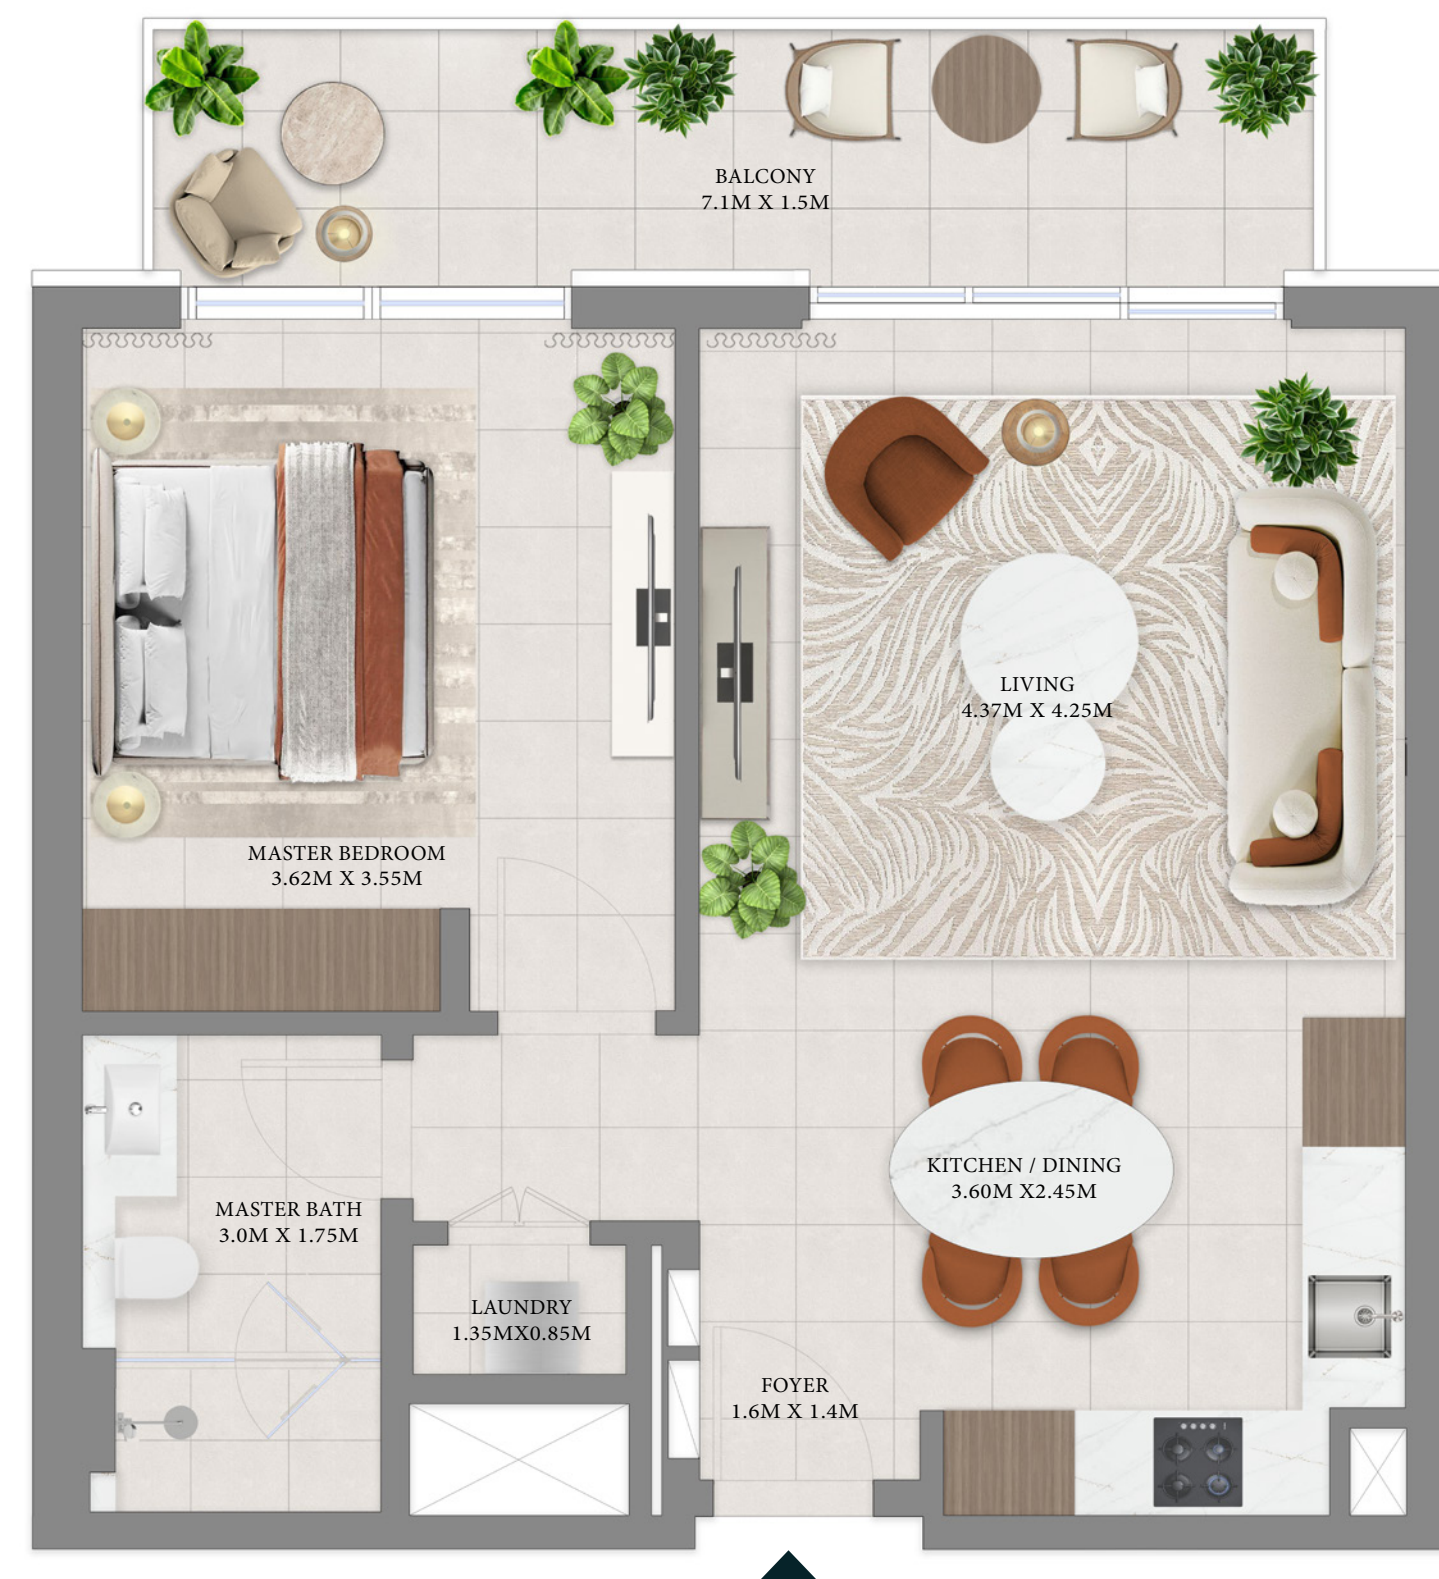 BALCONY
7.1M X 1.5M
LIVING
4.37M X 4.25M
MASTER BEDROOM
3.62M X 3.55M
KITCHEN / DINING
3.60M X2.45M
MASTER BATH
3.0M X 1.75M
LAUNDRY
1.35MX0.85M
FOYER
1.6M X 1.4M